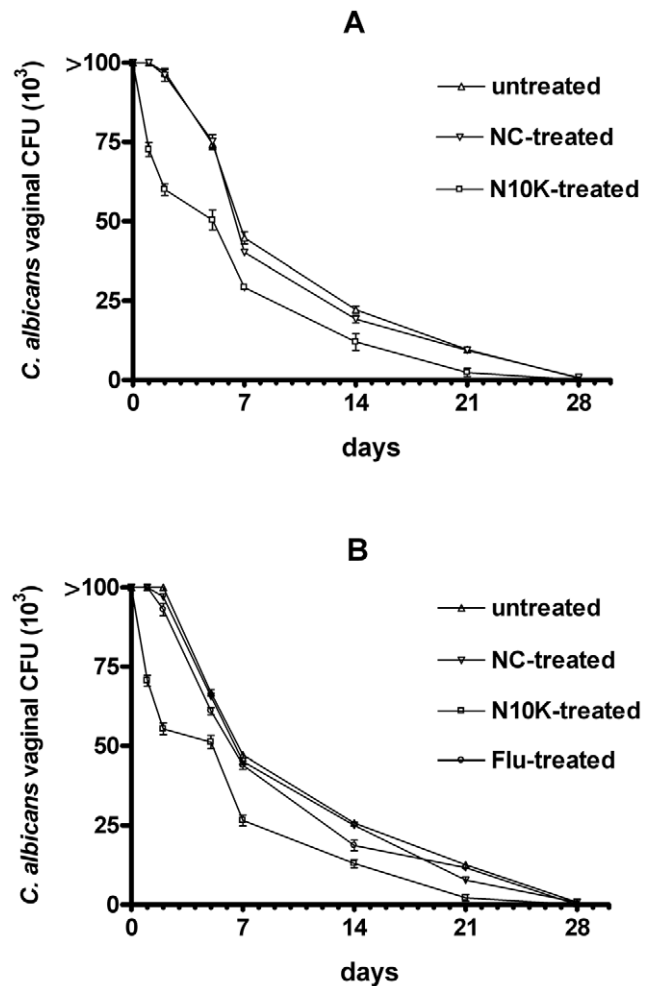 A
C. albicans vaginal CFU (10³)
>100
75
50
25
0
untreated
NC-treated
N10K-treated
0 7 14 21 28
days
B
C. albicans vaginal CFU (10³)
>100
75
50
25
0
untreated
NC-treated
N10K-treated
Flu-treated
0 7 14 21 28
days